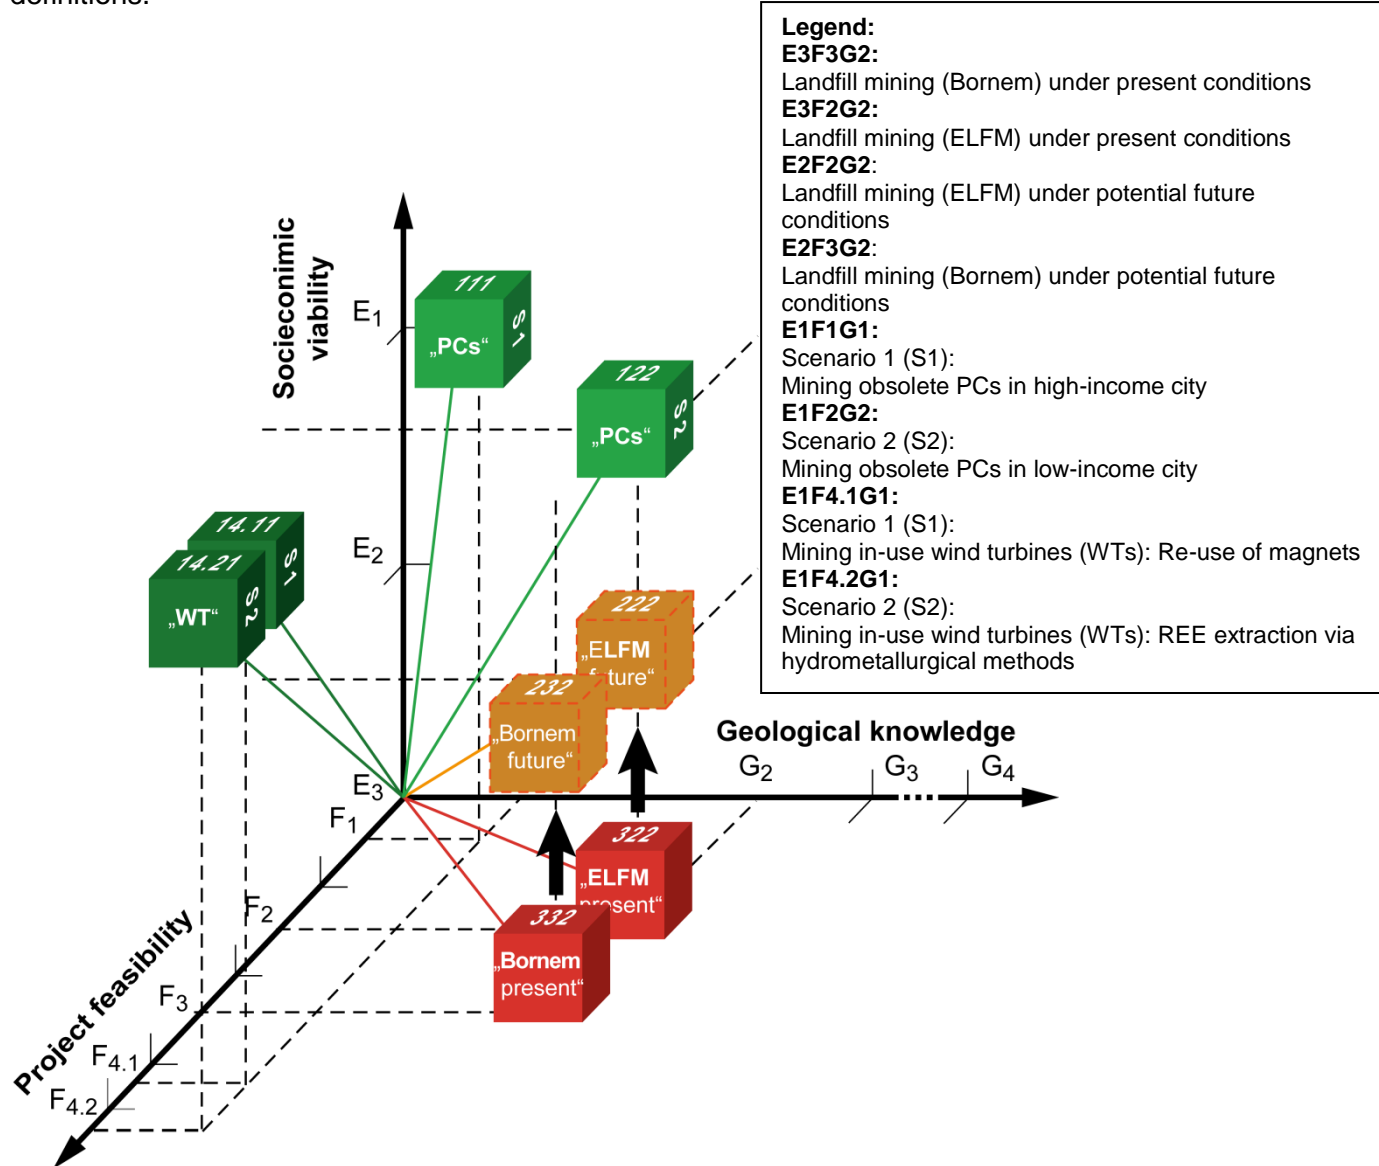 definitions.
Legend:
E3F3G2:
Landfill mining (Bornem) under present conditions
E3F2G2:
Landfill mining (ELFM) under present conditions
E2F2G2:
Landfill mining (ELFM) under potential future
conditions
E2F3G2:
Landfill mining (Bornem) under potential future
conditions
E1F1G1:
Scenario 1 (S1):
Mining obsolete PCs in high-income city
E1F2G2:
Scenario 2 (S2):
Mining obsolete PCs in low-income city
E1F4.1G1:
Scenario 1 (S1):
Mining in-use wind turbines (WTs): Re-use of magnets
E1F4.2G1:
Scenario 2 (S2):
Mining in-use wind turbines (WTs): REE extraction via
hydrometallurgical methods
Socieconimic
viability
E1
E2
E3
111
„PCs“
S1
122
„PCs“
S2
14.11
S1
14.21
„WT“
S2
222
„ELFM
future“
232
„Bornem
future“
Geological knowledge
G2
G3
G4
322
„ELFM
present“
332
„Bornem
present“
Project feasibility
F1
F2
F3
F4.1
F4.2